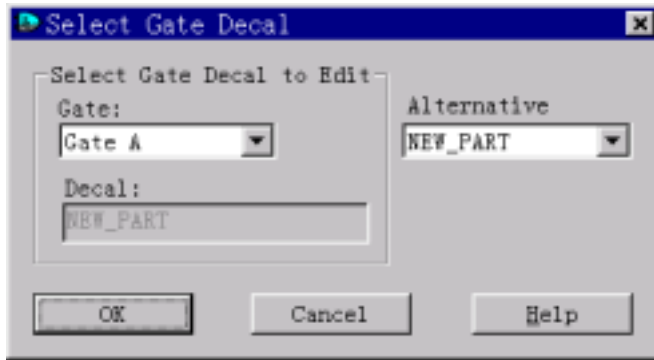 Select Gate Decal
Select Gate Decal to Edit
Gate:
Gate A
Alternative
NEW_PART
Decal:
NEW_PART
OK
Cancel
Help